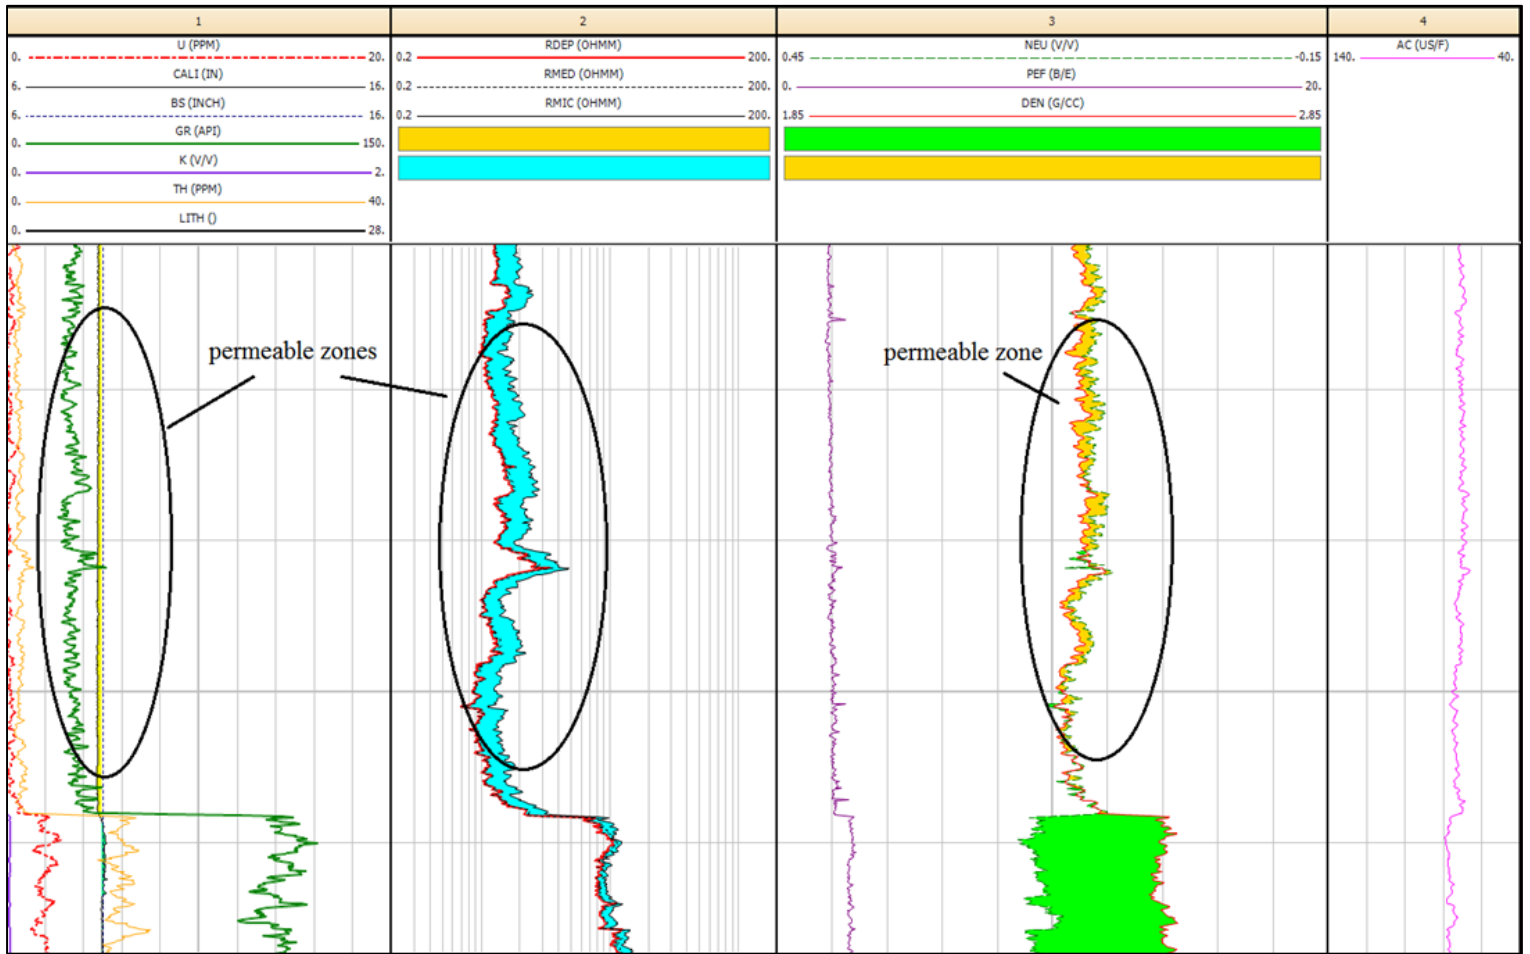 1 2 3 4
U (PPM)
0. 20.
CALI (IN)
6. 16.
BS (INCH)
6. 16.
GR (API)
0. 150.
K (V/V)
0. 2.
TH (PPM)
0. 40.
LITH ()
0. 28.
RDEP (OHMM)
0.2 200.
RMED (OHMM)
0.2 200.
RMIC (OHMM)
0.2 200.
NEU (V/V)
0.45 -0.15
PEF (B/E)
0. 20.
DEN (G/CC)
1.85 2.85
AC (US/F)
140. 40.
permeable zones
permeable zone